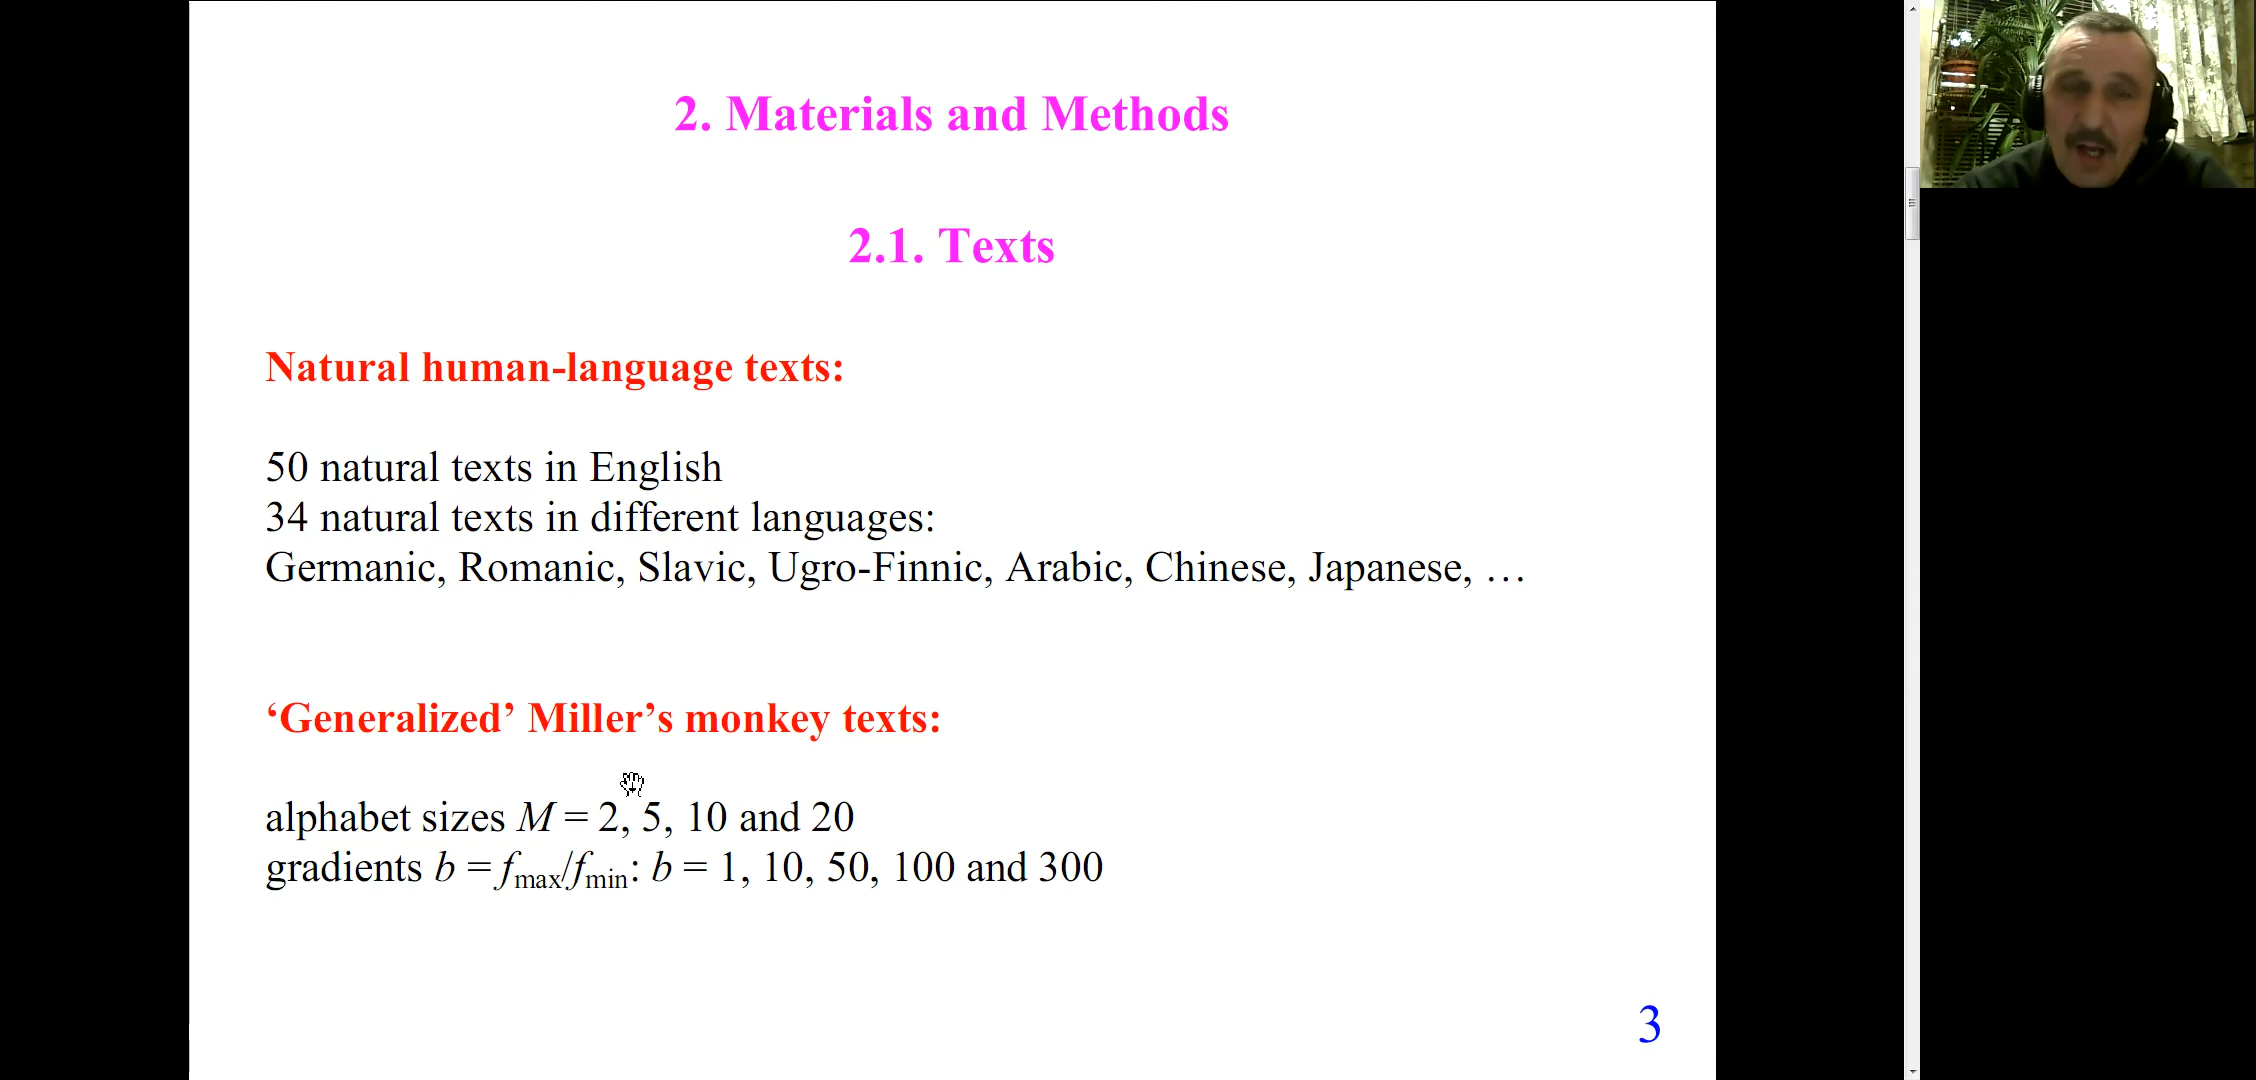 2. Materials and Methods
2.1. Texts
Natural human-language texts:
50 natural texts in English
34 natural texts in different languages:
Germanic, Romanic, Slavic, Ugro-Finnic, Arabic, Chinese, Japanese, …
‘Generalized’ Miller’s monkey texts:
alphabet sizes M = 2, 5, 10 and 20
gradients b = fmax/fmin: b = 1, 10, 50, 100 and 300
3